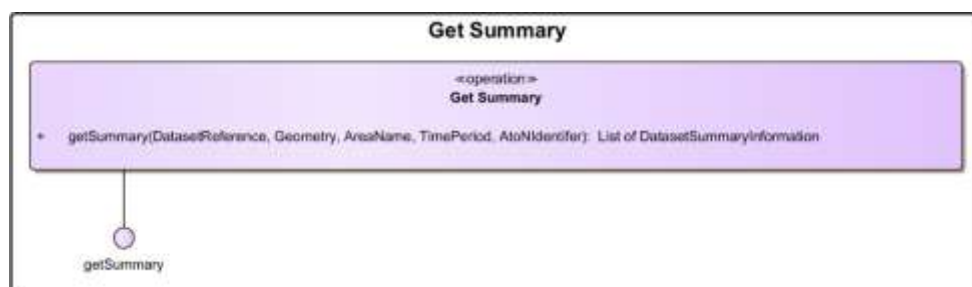 Get Summary
«operation»
Get Summary
+ getSummary(DatasetReference, Geometry, AreaName, TimePeriod, AtoNIdentifer): List of DatasetSummaryInformation
getSummary